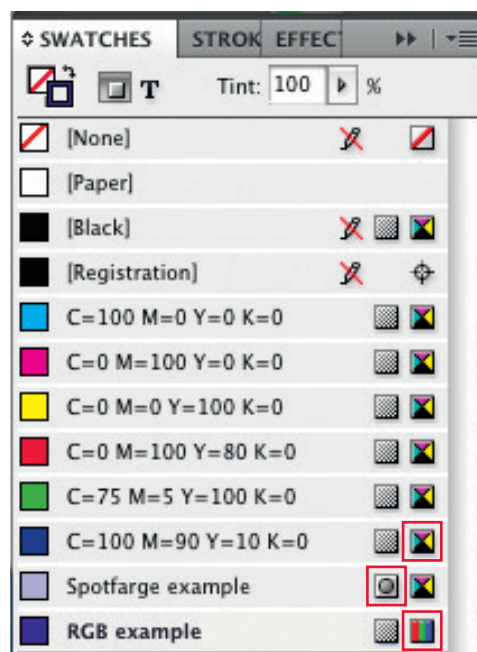 SWATCHES STROK EFFECT
T Tint: 100 %
[None]
[Paper]
[Black]
[Registration]
C=100 M=0 Y=0 K=0
C=0 M=100 Y=0 K=0
C=0 M=0 Y=100 K=0
C=0 M=100 Y=80 K=0
C=75 M=5 Y=100 K=0
C=100 M=90 Y=10 K=0
Spotfarge example
RGB example